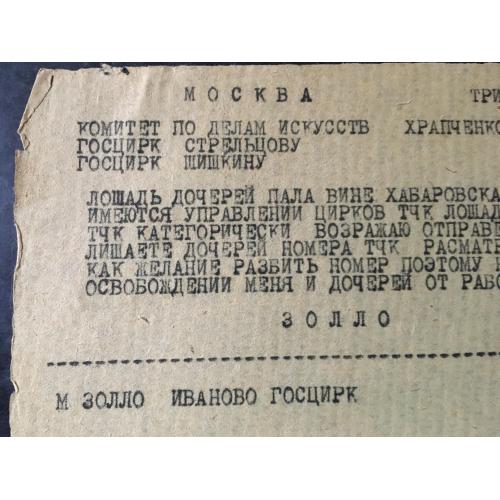 МОСКВА ТРИ
КОМИТЕТ ПО ДЕЛАМ ИСКУССТВ ХРАПЧЕНКО
ГОСЦИРК СТРЕЛЬЦОВУ
ГОСЦИРК ШИШКИНУ
ЛОШАДЬ ДОЧЕРЕЙ ПАЛА ВИНЕ ХАБАРОВСКА
ИМЕЮТСЯ УПРАВЛЕНИИ ЦИРКОВ ТЧК ЛОШАД
ТЧК КАТЕГОРИЧЕСКИ ВОЗРАЖАЮ ОТПРАВЕ
ЛИШАЕТЕ ДОЧЕРЕЙ НОМЕРА ТЧК РАСМАТ
КАК ЖЕЛАНИЕ РАЗБИТЬ НОМЕР ПОЭТОМУ
ОСВОБОЖДЕНИИ МЕНЯ И ДОЧЕРЕЙ ОТ РАБО
ЗОЛЛО
М ЗОЛЛО ИВАНОВО ГОСЦИРК